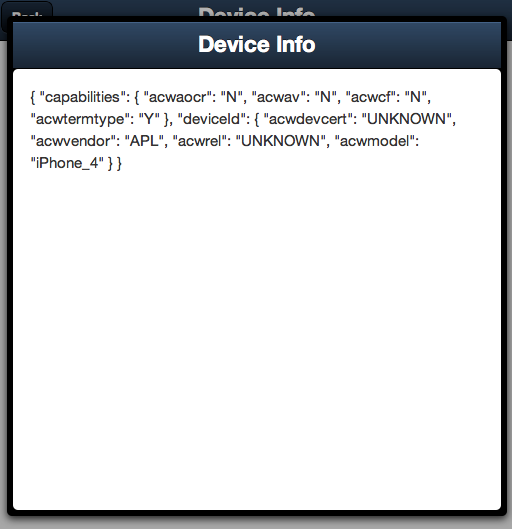 Back
Device Info
Device Info
{ "capabilities": { "acwaocr": "N", "acwav": "N", "acwcf": "N",
"acwtermtype": "Y" }, "deviceId": { "acwdevcert": "UNKNOWN",
"acwvendor": "APL", "acwrel": "UNKNOWN", "acwmodel":
"iPhone_4" } }